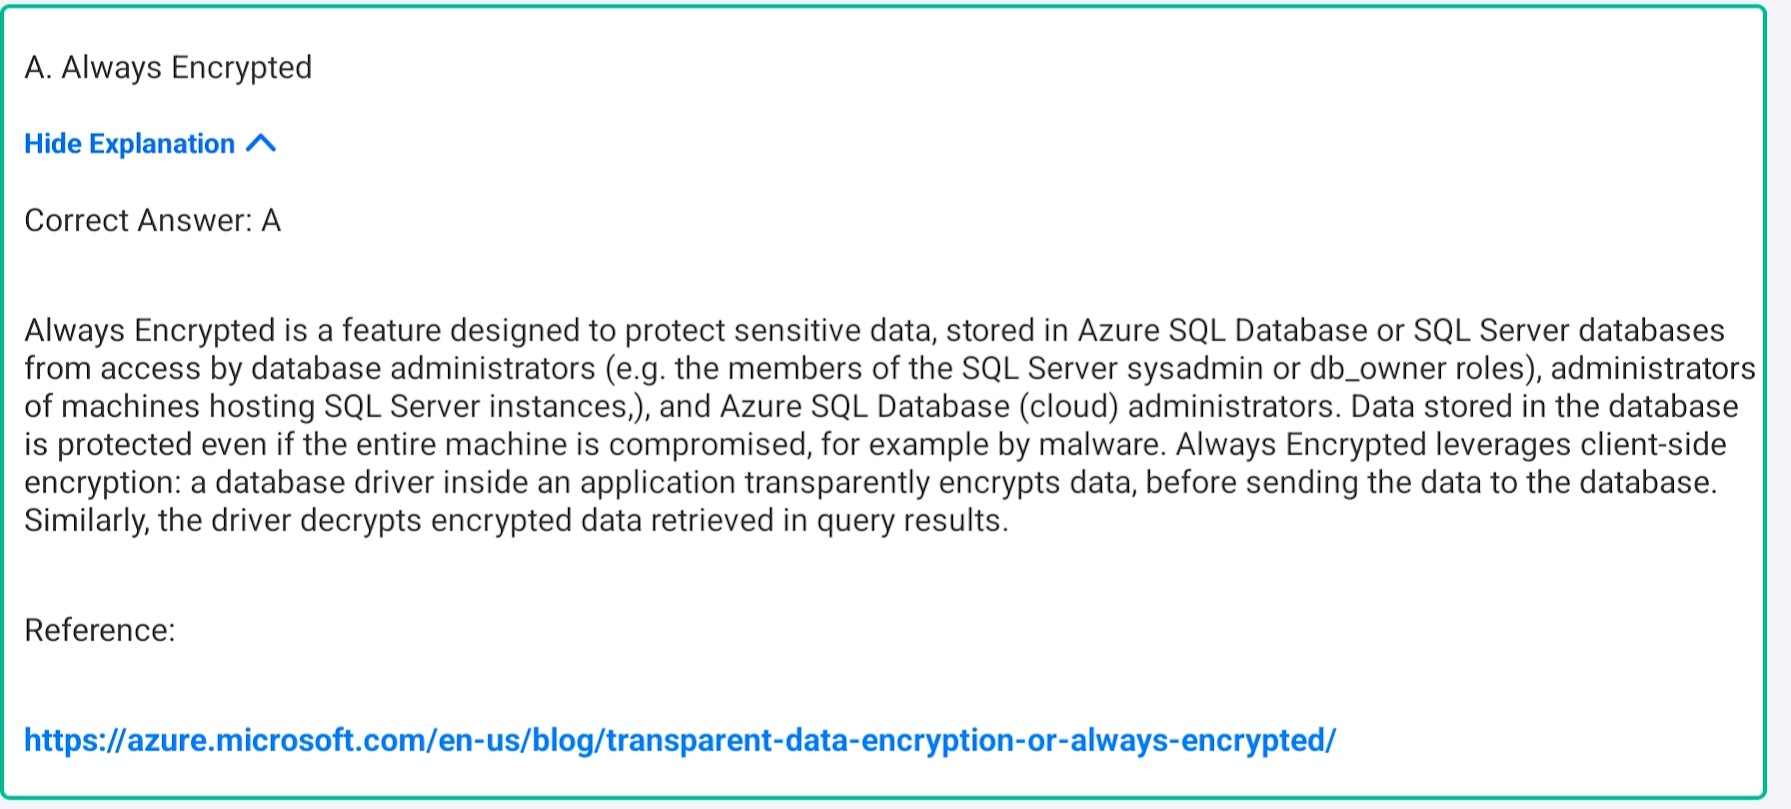 A. Always Encrypted
Hide Explanation
Correct Answer: A
Always Encrypted is a feature designed to protect sensitive data, stored in Azure SQL Database or SQL Server databases
from access by database administrators (e.g. the members of the SQL Server sysadmin or db_owner roles), administrators
of machines hosting SQL Server instances,), and Azure SQL Database (cloud) administrators. Data stored in the database
is protected even if the entire machine is compromised, for example by malware. Always Encrypted leverages client-side
encryption: a database driver inside an application transparently encrypts data, before sending the data to the database.
Similarly, the driver decrypts encrypted data retrieved in query results.
Reference:
https://azure.microsoft.com/en-us/blog/transparent-data-encryption-or-always-encrypted/